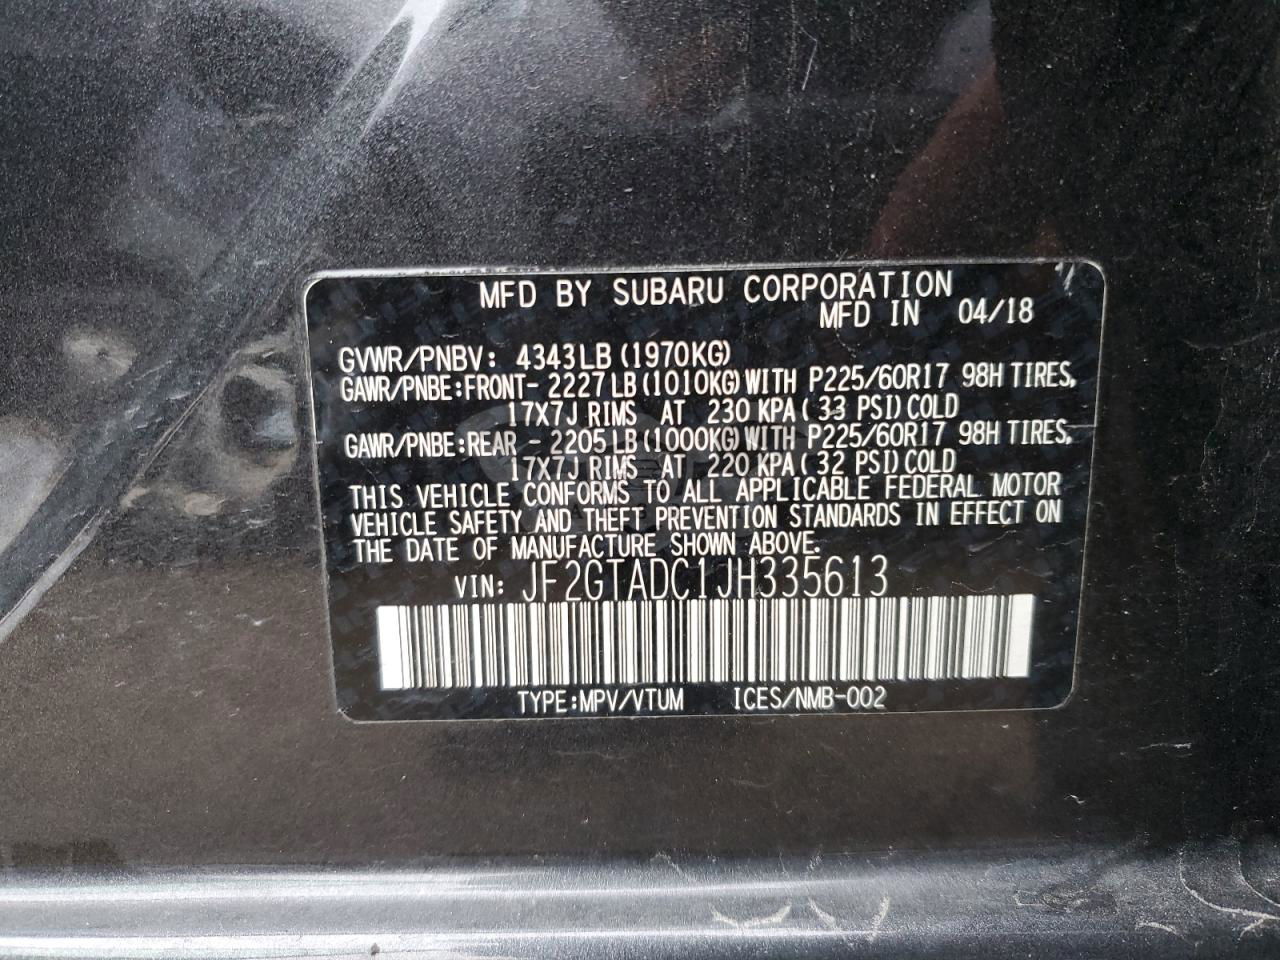 MFD BY SUBARU CORPORATION
MFD IN 04/18
GVWR/PNBV: 4343LB (1970KG)
GAWR/PNBE:FRONT- 2227LB(1010KG)WITH P225/60R17 98H TIRES,
17X7J RIMS AT 230 KPA(33 PSI)COLD
GAWR/PNBE:REAR - 2205LB(1000KG)WITH P225/60R17 98H TIRES,
17X7J RIMS AT 220 KPA(32 PSI)COLD
THIS VEHICLE CONFORMS TO ALL APPLICABLE FEDERAL MOTOR
VEHICLE SAFETY AND THEFT PREVENTION STANDARDS IN EFFECT ON
THE DATE OF MANUFACTURE SHOWN ABOVE.
VIN: JF2GTADC1JH335613
TYPE:MPV/VTUM ICES/NMB-002